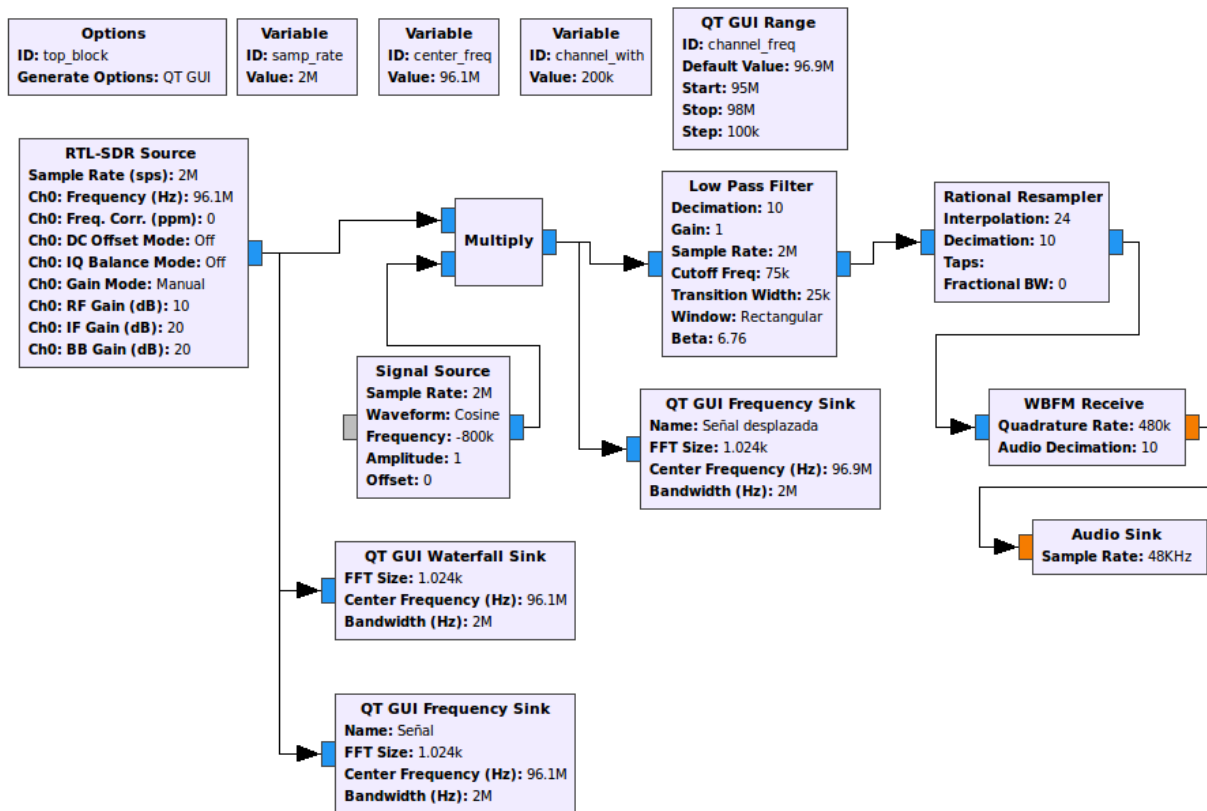 Options
ID: top_block
Generate Options: QT GUI
Variable
ID: samp_rate
Value: 2M
Variable
ID: center_freq
Value: 96.1M
Variable
ID: channel_with
Value: 200k
QT GUI Range
ID: channel_freq
Default Value: 96.9M
Start: 95M
Stop: 98M
Step: 100k
RTL-SDR Source
Sample Rate (sps): 2M
Ch0: Frequency (Hz): 96.1M
Ch0: Freq. Corr. (ppm): 0
Ch0: DC Offset Mode: Off
Ch0: IQ Balance Mode: Off
Ch0: Gain Mode: Manual
Ch0: RF Gain (dB): 10
Ch0: IF Gain (dB): 20
Ch0: BB Gain (dB): 20
Multiply
Low Pass Filter
Decimation: 10
Gain: 1
Sample Rate: 2M
Cutoff Freq: 75k
Transition Width: 25k
Window: Rectangular
Beta: 6.76
Rational Resampler
Interpolation: 24
Decimation: 10
Taps:
Fractional BW: 0
Signal Source
Sample Rate: 2M
Waveform: Cosine
Frequency: -800k
Amplitude: 1
Offset: 0
QT GUI Frequency Sink
Name: Señal desplazada
FFT Size: 1.024k
Center Frequency (Hz): 96.9M
Bandwidth (Hz): 2M
WBFM Receive
Quadrature Rate: 480k
Audio Decimation: 10
Audio Sink
Sample Rate: 48KHz
QT GUI Waterfall Sink
FFT Size: 1.024k
Center Frequency (Hz): 96.1M
Bandwidth (Hz): 2M
QT GUI Frequency Sink
Name: Señal
FFT Size: 1.024k
Center Frequency (Hz): 96.1M
Bandwidth (Hz): 2M